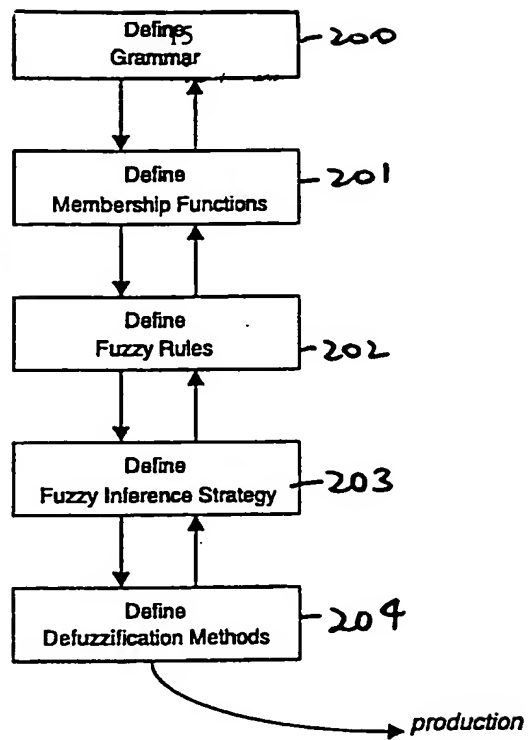 Define
15
Grammar
200
Define
Membership Functions
201
Define
Fuzzy Rules
202
Define
Fuzzy Inference Strategy
203
Define
Defuzzification Methods
204
production